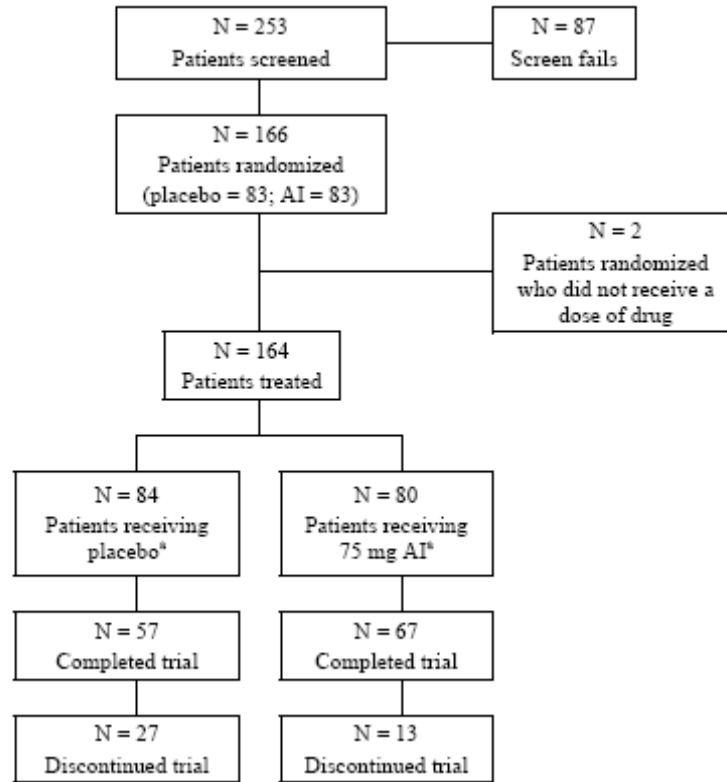 N = 253
Patients screened
N = 87
Screen fails
N = 166
Patients randomized
(placebo = 83; AI = 83)
N = 2
Patients randomized
who did not receive a
dose of drug
N = 164
Patients treated
N = 84
Patients receiving
placeboª
N = 80
Patients receiving
75 mg AIª
N = 57
Completed trial
N = 67
Completed trial
N = 27
Discontinued trial
N = 13
Discontinued trial